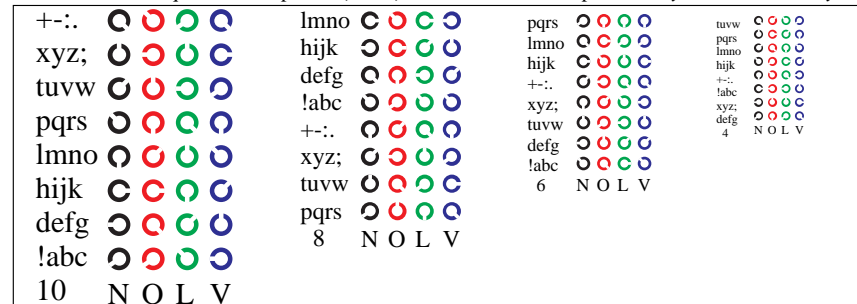 +-:.
xyz;
tuvw
pqrs
lmno
hijk
defg
!abc
10 N O L V
lmno
hijk
defg
!abc
+-:.
xyz;
tuvw
pqrs
8 N O L V
pqrs
lmno
hijk
+-:.
xyz;
tuvw
defg
!abc
6 N O L V
tuvw
pqrs
lmno
hijk
+-:.
!abc
xyz;
defg
4 N O L V